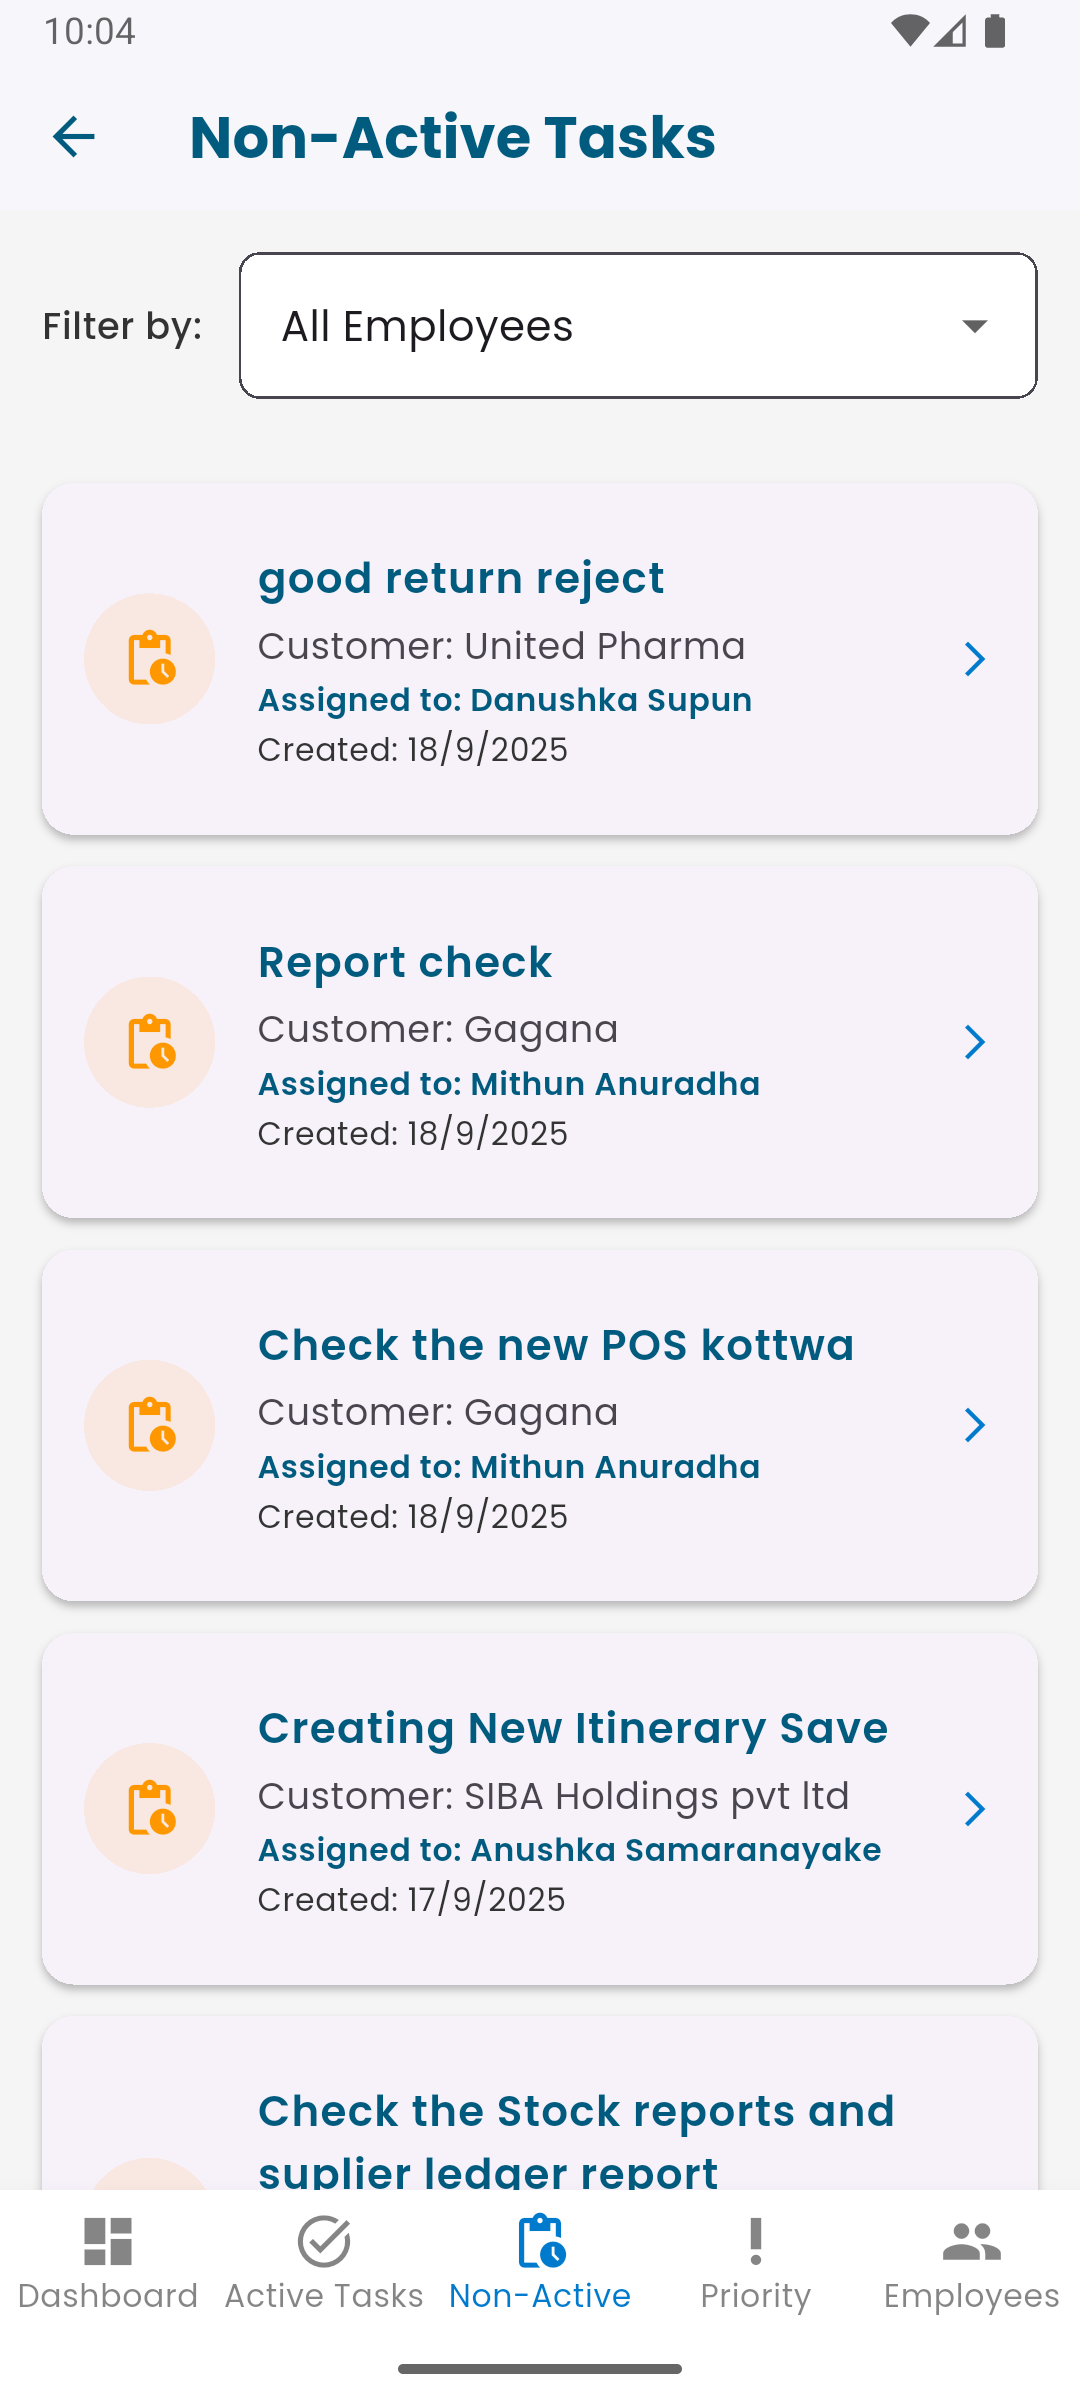 10:04
Non-Active Tasks
Filter by:
All Employees
good return reject
Customer: United Pharma
Assigned to: Danushka Supun
Created: 18/9/2025
Report check
Customer: Gagana
Assigned to: Mithun Anuradha
Created: 18/9/2025
Check the new POS kottwa
Customer: Gagana
Assigned to: Mithun Anuradha
Created: 18/9/2025
Creating New Itinerary Save
Customer: SIBA Holdings pvt ltd
Assigned to: Anushka Samaranayake
Created: 17/9/2025
Check the Stock reports and
suplier ledger report
Dashboard
Active Tasks
Non-Active
Priority
Employees